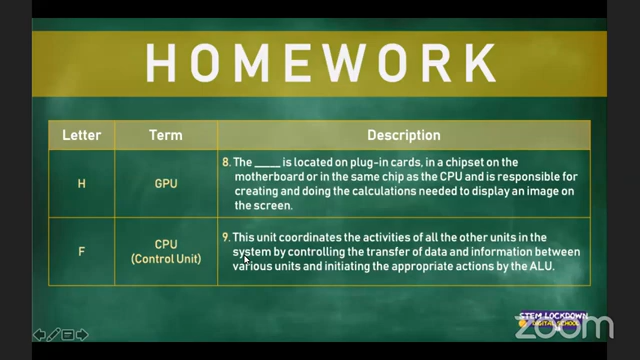 HOMEWORK
Letter Term Description
H GPU 8. The ____ is located on plug-in cards, in a chipset on the
motherboard or in the same chip as the CPU and is responsible for
creating and doing the calculations needed to display an image on
the screen.
F CPU (Control Unit) 9. This unit coordinates the activities of all the other units in the
system by controlling the transfer of data and information between
various units and initiating the appropriate actions by the ALU.
STEM LOCKDOWN
DIGITAL SCHOOL
zoom